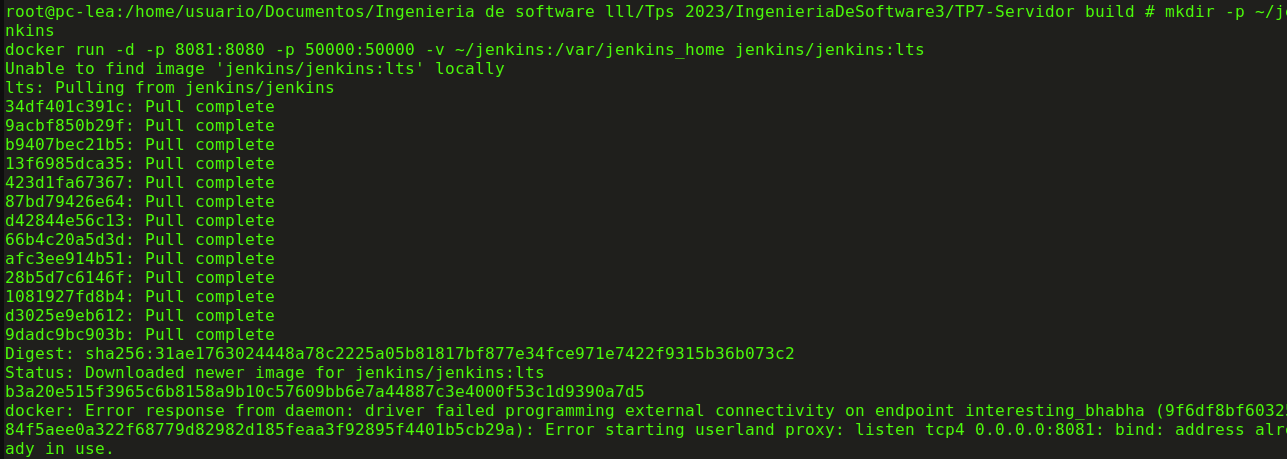 root@pc-lea:/home/usuario/Documentos/Ingenieria de software lll/Tps 2023/IngenieriaDeSoftware3/TP7-Servidor build # mkdir -p ~/je
nkins
docker run -d -p 8081:8080 -p 50000:50000 -v ~/jenkins:/var/jenkins_home jenkins/jenkins:lts
Unable to find image 'jenkins/jenkins:lts' locally
lts: Pulling from jenkins/jenkins
34df401c391c: Pull complete
9acbf850b29f: Pull complete
b9407bec21b5: Pull complete
13f6985dca35: Pull complete
423d1fa67367: Pull complete
87bd79426e64: Pull complete
d42844e56c13: Pull complete
66b4c20a5d3d: Pull complete
afc3ee914b51: Pull complete
28b5d7c6146f: Pull complete
1081927fd8b4: Pull complete
d3025e9eb612: Pull complete
9dadc9bc903b: Pull complete
Digest: sha256:31ae1763024448a78c2225a05b81817bf877e34fce971e7422f9315b36b073c2
Status: Downloaded newer image for jenkins/jenkins:lts
b3a20e515f3965c6b8158a9b10c57609bb6e7a44887c3e4000f53c1d9390a7d5
docker: Error response from daemon: driver failed programming external connectivity on endpoint interesting_bhabha (9f6df8bf6032
84f5aee0a322f68779d82982d185feaa3f92895f4401b5cb29a): Error starting userland proxy: listen tcp4 0.0.0.0:8081: bind: address alre
ady in use.